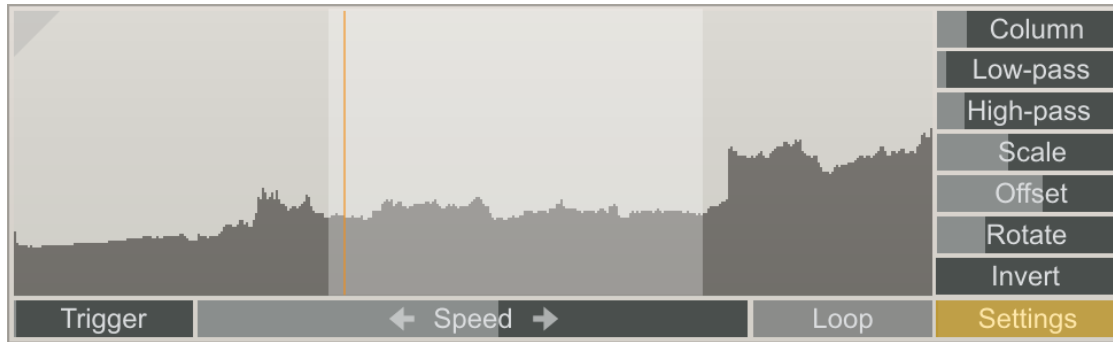 Column
Low-pass
High-pass
Scale
Offset
Rotate
Invert
Trigger
Speed
Loop
Settings